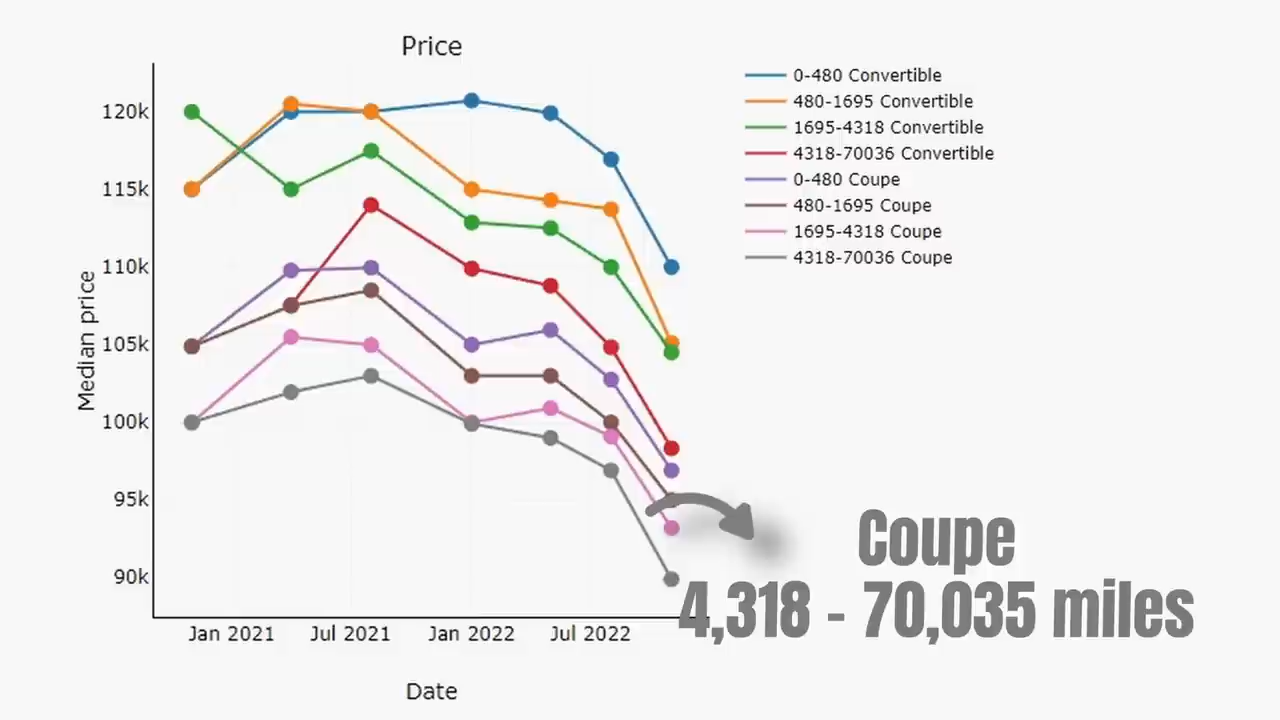 Price
0-480 Convertible
480-1695 Convertible
1695-4318 Convertible
4318-70036 Convertible
0-480 Coupe
480-1695 Coupe
1695-4318 Coupe
4318-70036 Coupe
Median price
120k
115k
110k
105k
100k
95k
90k
Jan 2021
Jul 2021
Jan 2022
Jul 2022
Date
Coupe
4,318 - 70,035 miles